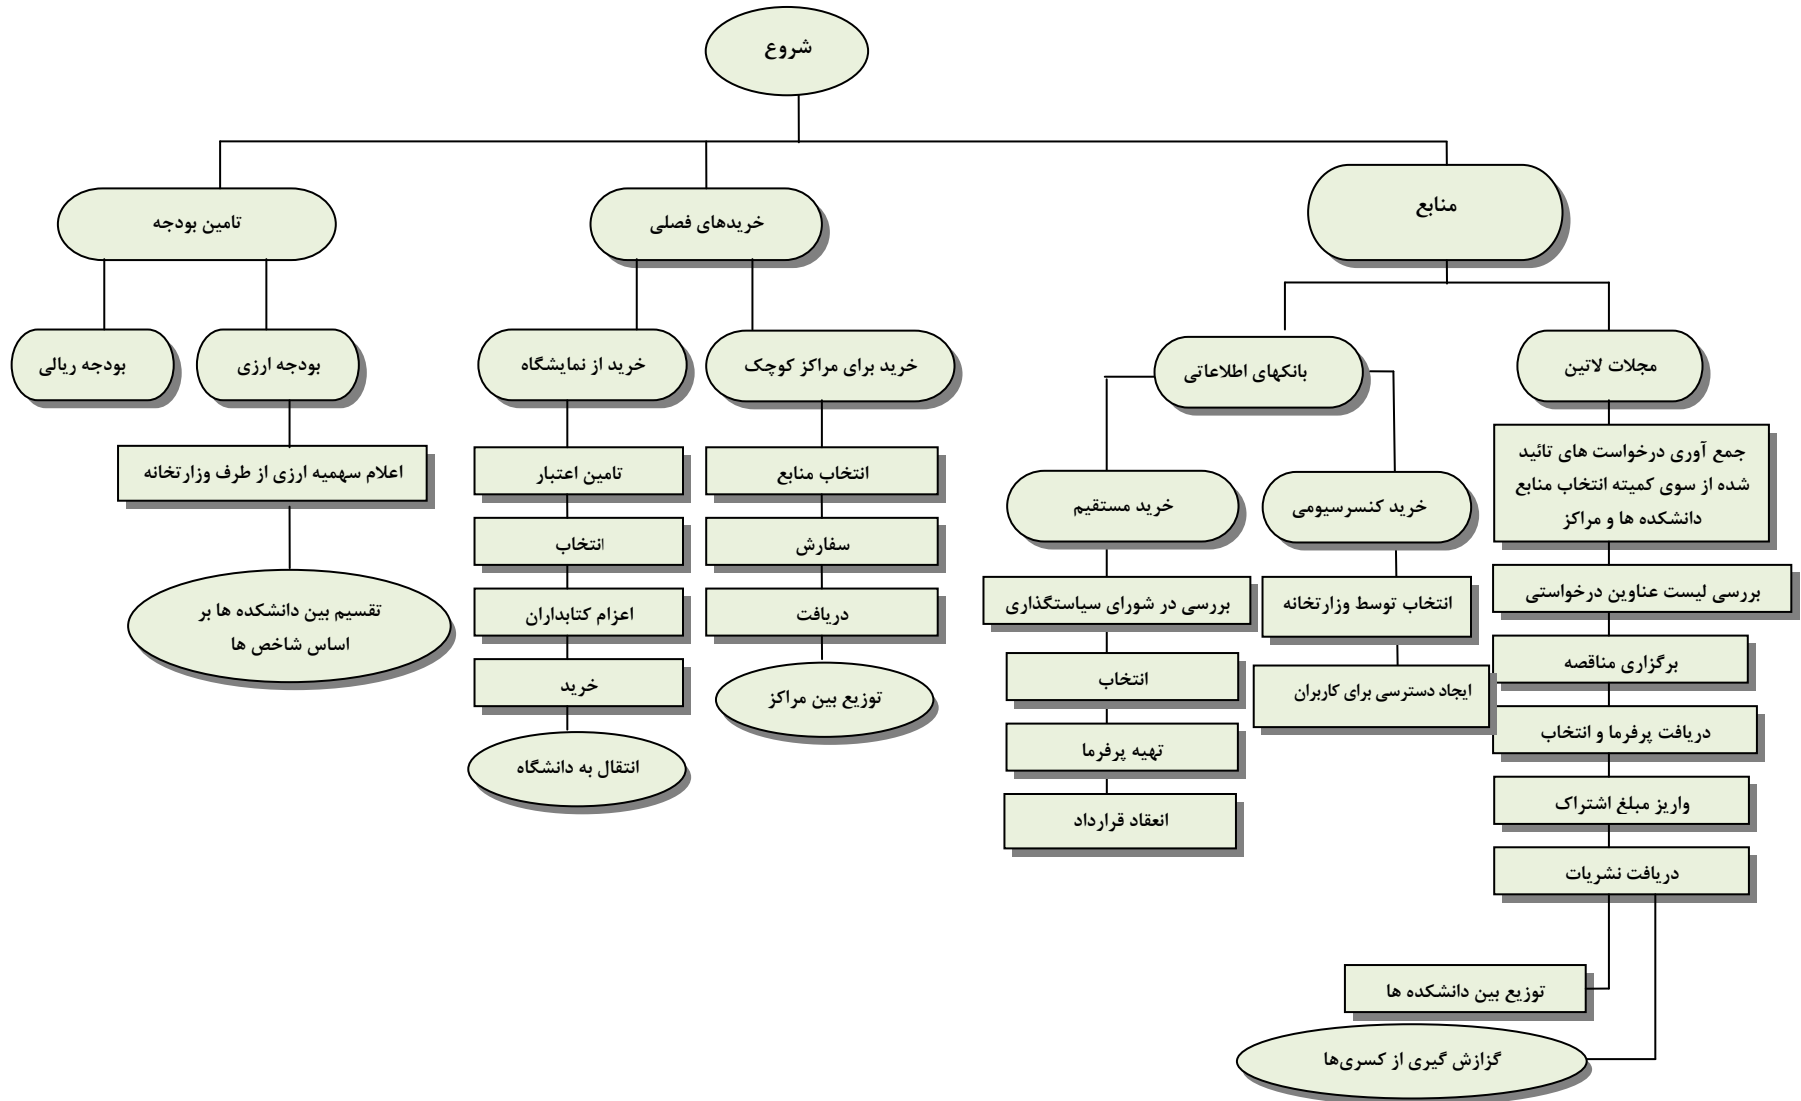 شروع
منابع
خریدهای فصلی
تامین بودجه
مجلات لاتین
بانکهای اطلاعاتی
خرید برای مراکز کوچک
خرید از نمایشگاه
بودجه ارزی
بودجه ریالی
جمع آوری درخواست های تائید
شده از سوی کمیته انتخاب منابع
دانشکده ها و مراکز
بررسی لیست عناوین درخواستی
برگزاری مناقصه
دریافت پرفرما و انتخاب
واریز مبلغ اشتراک
دریافت نشریات
توزیع بین دانشکده ها
گزازش گیری از کسری‌ها
خرید کنسرسیومی
انتخاب توسط وزارتخانه
ایجاد دسترسی برای کاربران
خرید مستقیم
بررسی در شورای سیاستگذاری
انتخاب
تهیه پرفرما
انعقاد قرارداد
انتخاب منابع
سفارش
دریافت
توزیع بین مراکز
تامین اعتبار
انتخاب
اعزام کتابداران
خرید
انتقال به دانشگاه
اعلام سهمیه ارزی از طرف وزارتخانه
تقسیم بین دانشکده ها بر
اساس شاخص ها